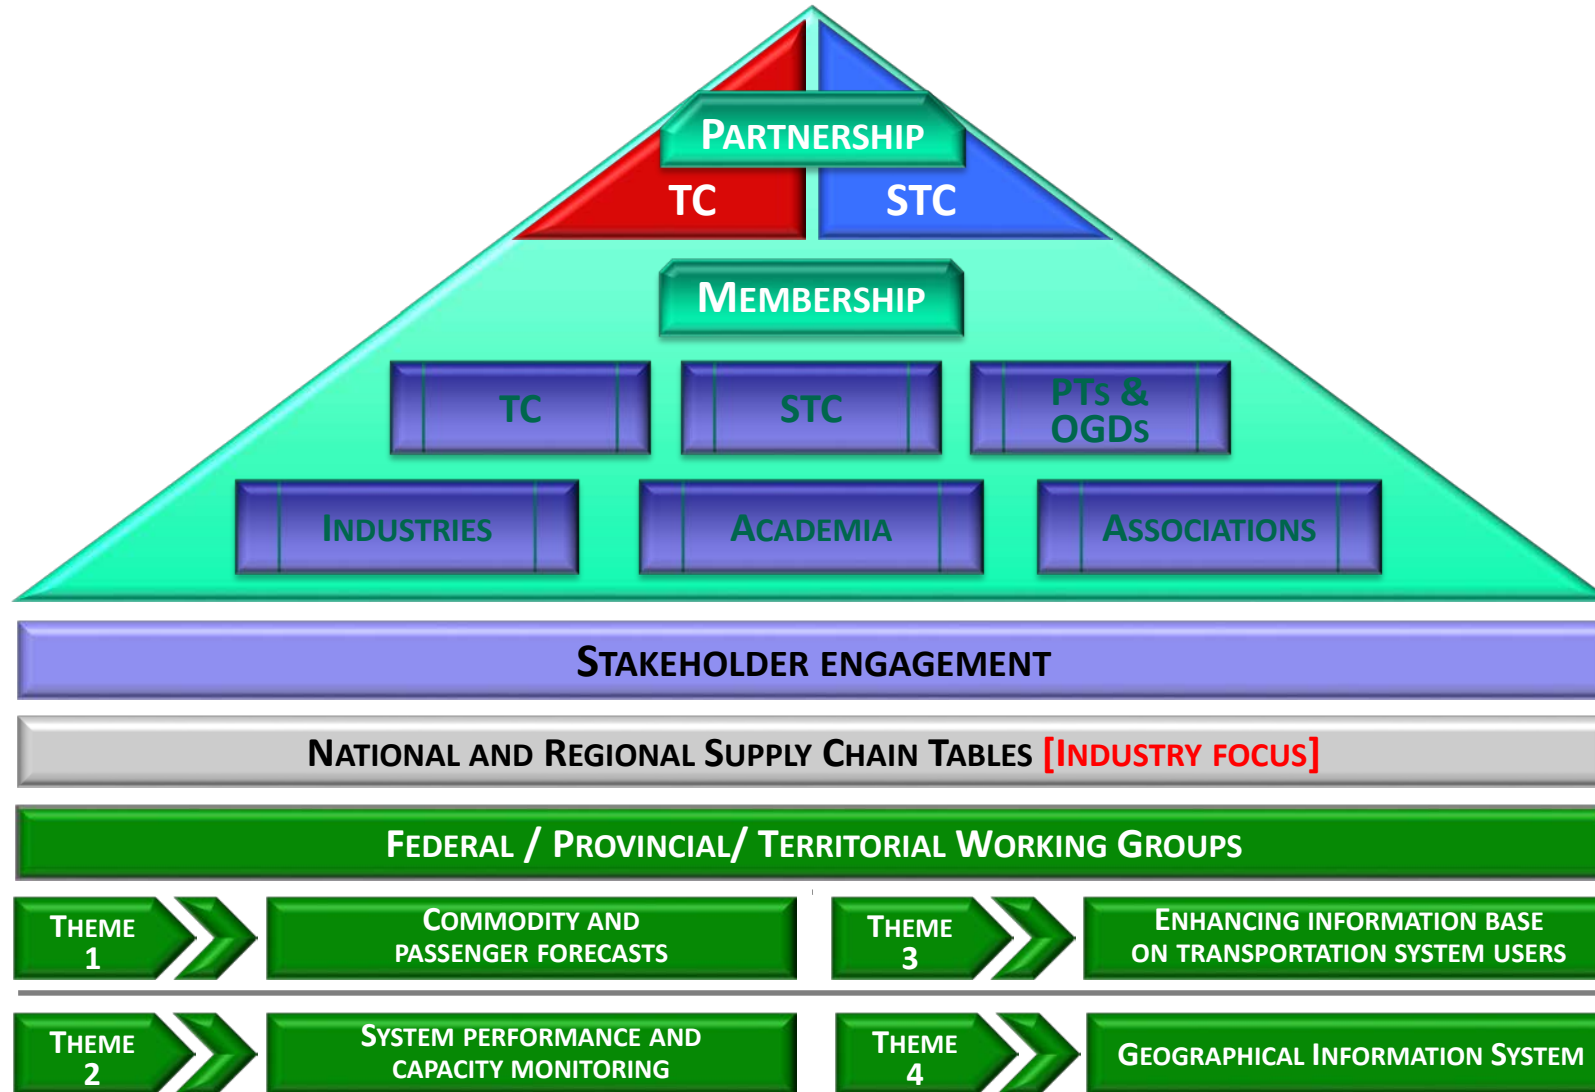 PARTNERSHIP
TC
STC
MEMBERSHIP
TC
STC
PTS &
OGDS
INDUSTRIES
ACADEMIA
ASSOCIATIONS
STAKEHOLDER ENGAGEMENT
NATIONAL AND REGIONAL SUPPLY CHAIN TABLES [INDUSTRY FOCUS]
FEDERAL / PROVINCIAL/ TERRITORIAL WORKING GROUPS
THEME
1
COMMODITY AND
PASSENGER FORECASTS
THEME
3
ENHANCING INFORMATION BASE
ON TRANSPORTATION SYSTEM USERS
THEME
2
SYSTEM PERFORMANCE AND
CAPACITY MONITORING
THEME
4
GEOGRAPHICAL INFORMATION SYSTEM